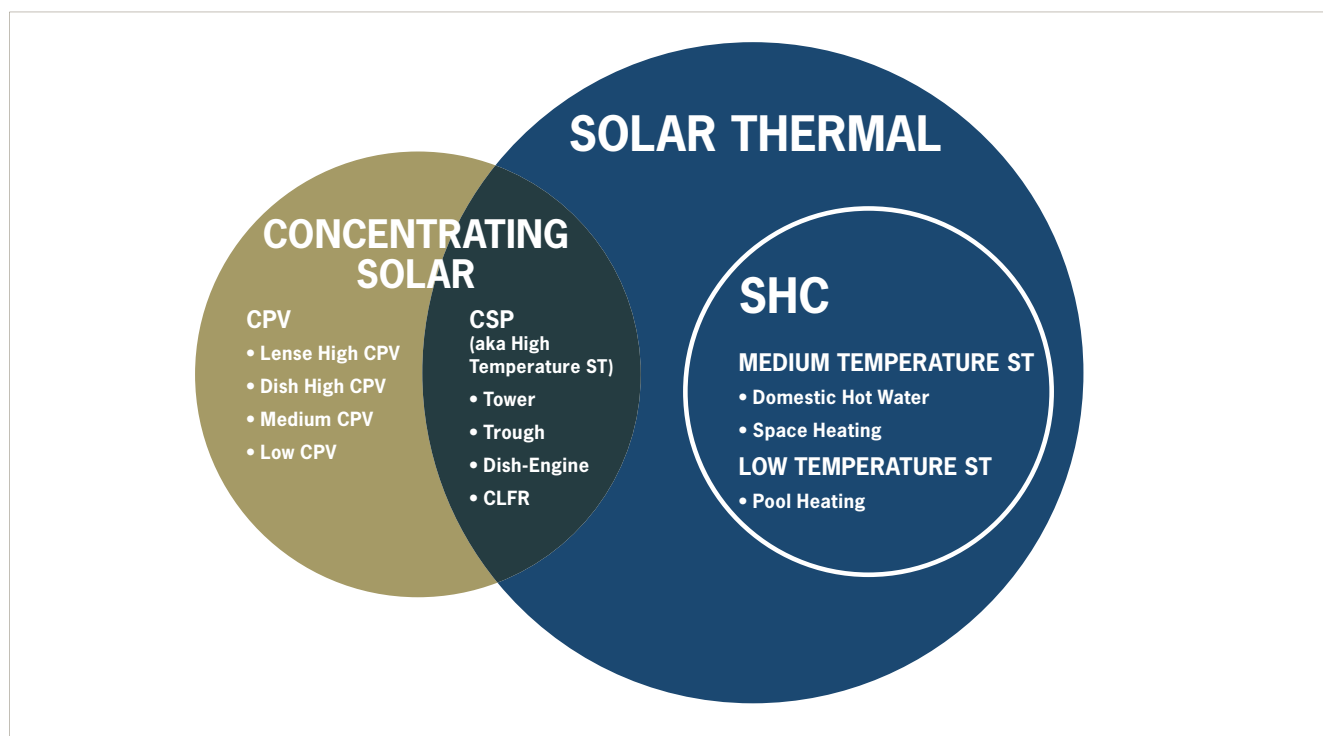 SOLAR THERMAL
CONCENTRATING
SOLAR
CPV
• Lense High CPV
• Dish High CPV
• Medium CPV
• Low CPV
CSP
(aka High
Temperature ST)
• Tower
• Trough
• Dish-Engine
• CLFR
SHC
MEDIUM TEMPERATURE ST
• Domestic Hot Water
• Space Heating
LOW TEMPERATURE ST
• Pool Heating